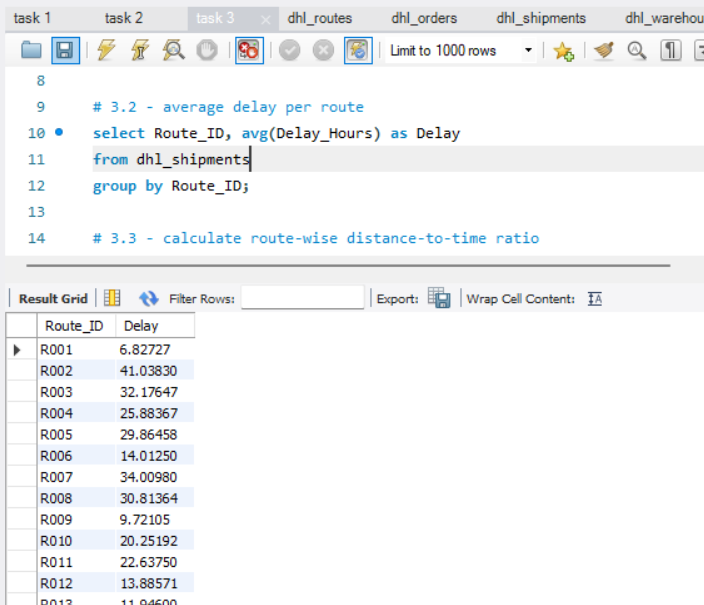 task 1 task 2 task 3 dhl_routes dhl_orders dhl_shipments dhl_warehou
Limit to 1000 rows
8
9 # 3.2 - average delay per route
10 select Route_ID, avg(Delay_Hours) as Delay
11 from dhl_shipments
12 group by Route_ID;
13
14 # 3.3 - calculate route-wise distance-to-time ratio
Result Grid Filter Rows: Export: Wrap Cell Content: IA
Route_ID Delay
R001 6.82727
R002 41.03830
R003 32.17647
R004 25.88367
R005 29.86458
R006 14.01250
R007 34.00980
R008 30.81364
R009 9.72105
R010 20.25192
R011 22.63750
R012 13.88571
R013 11.94600